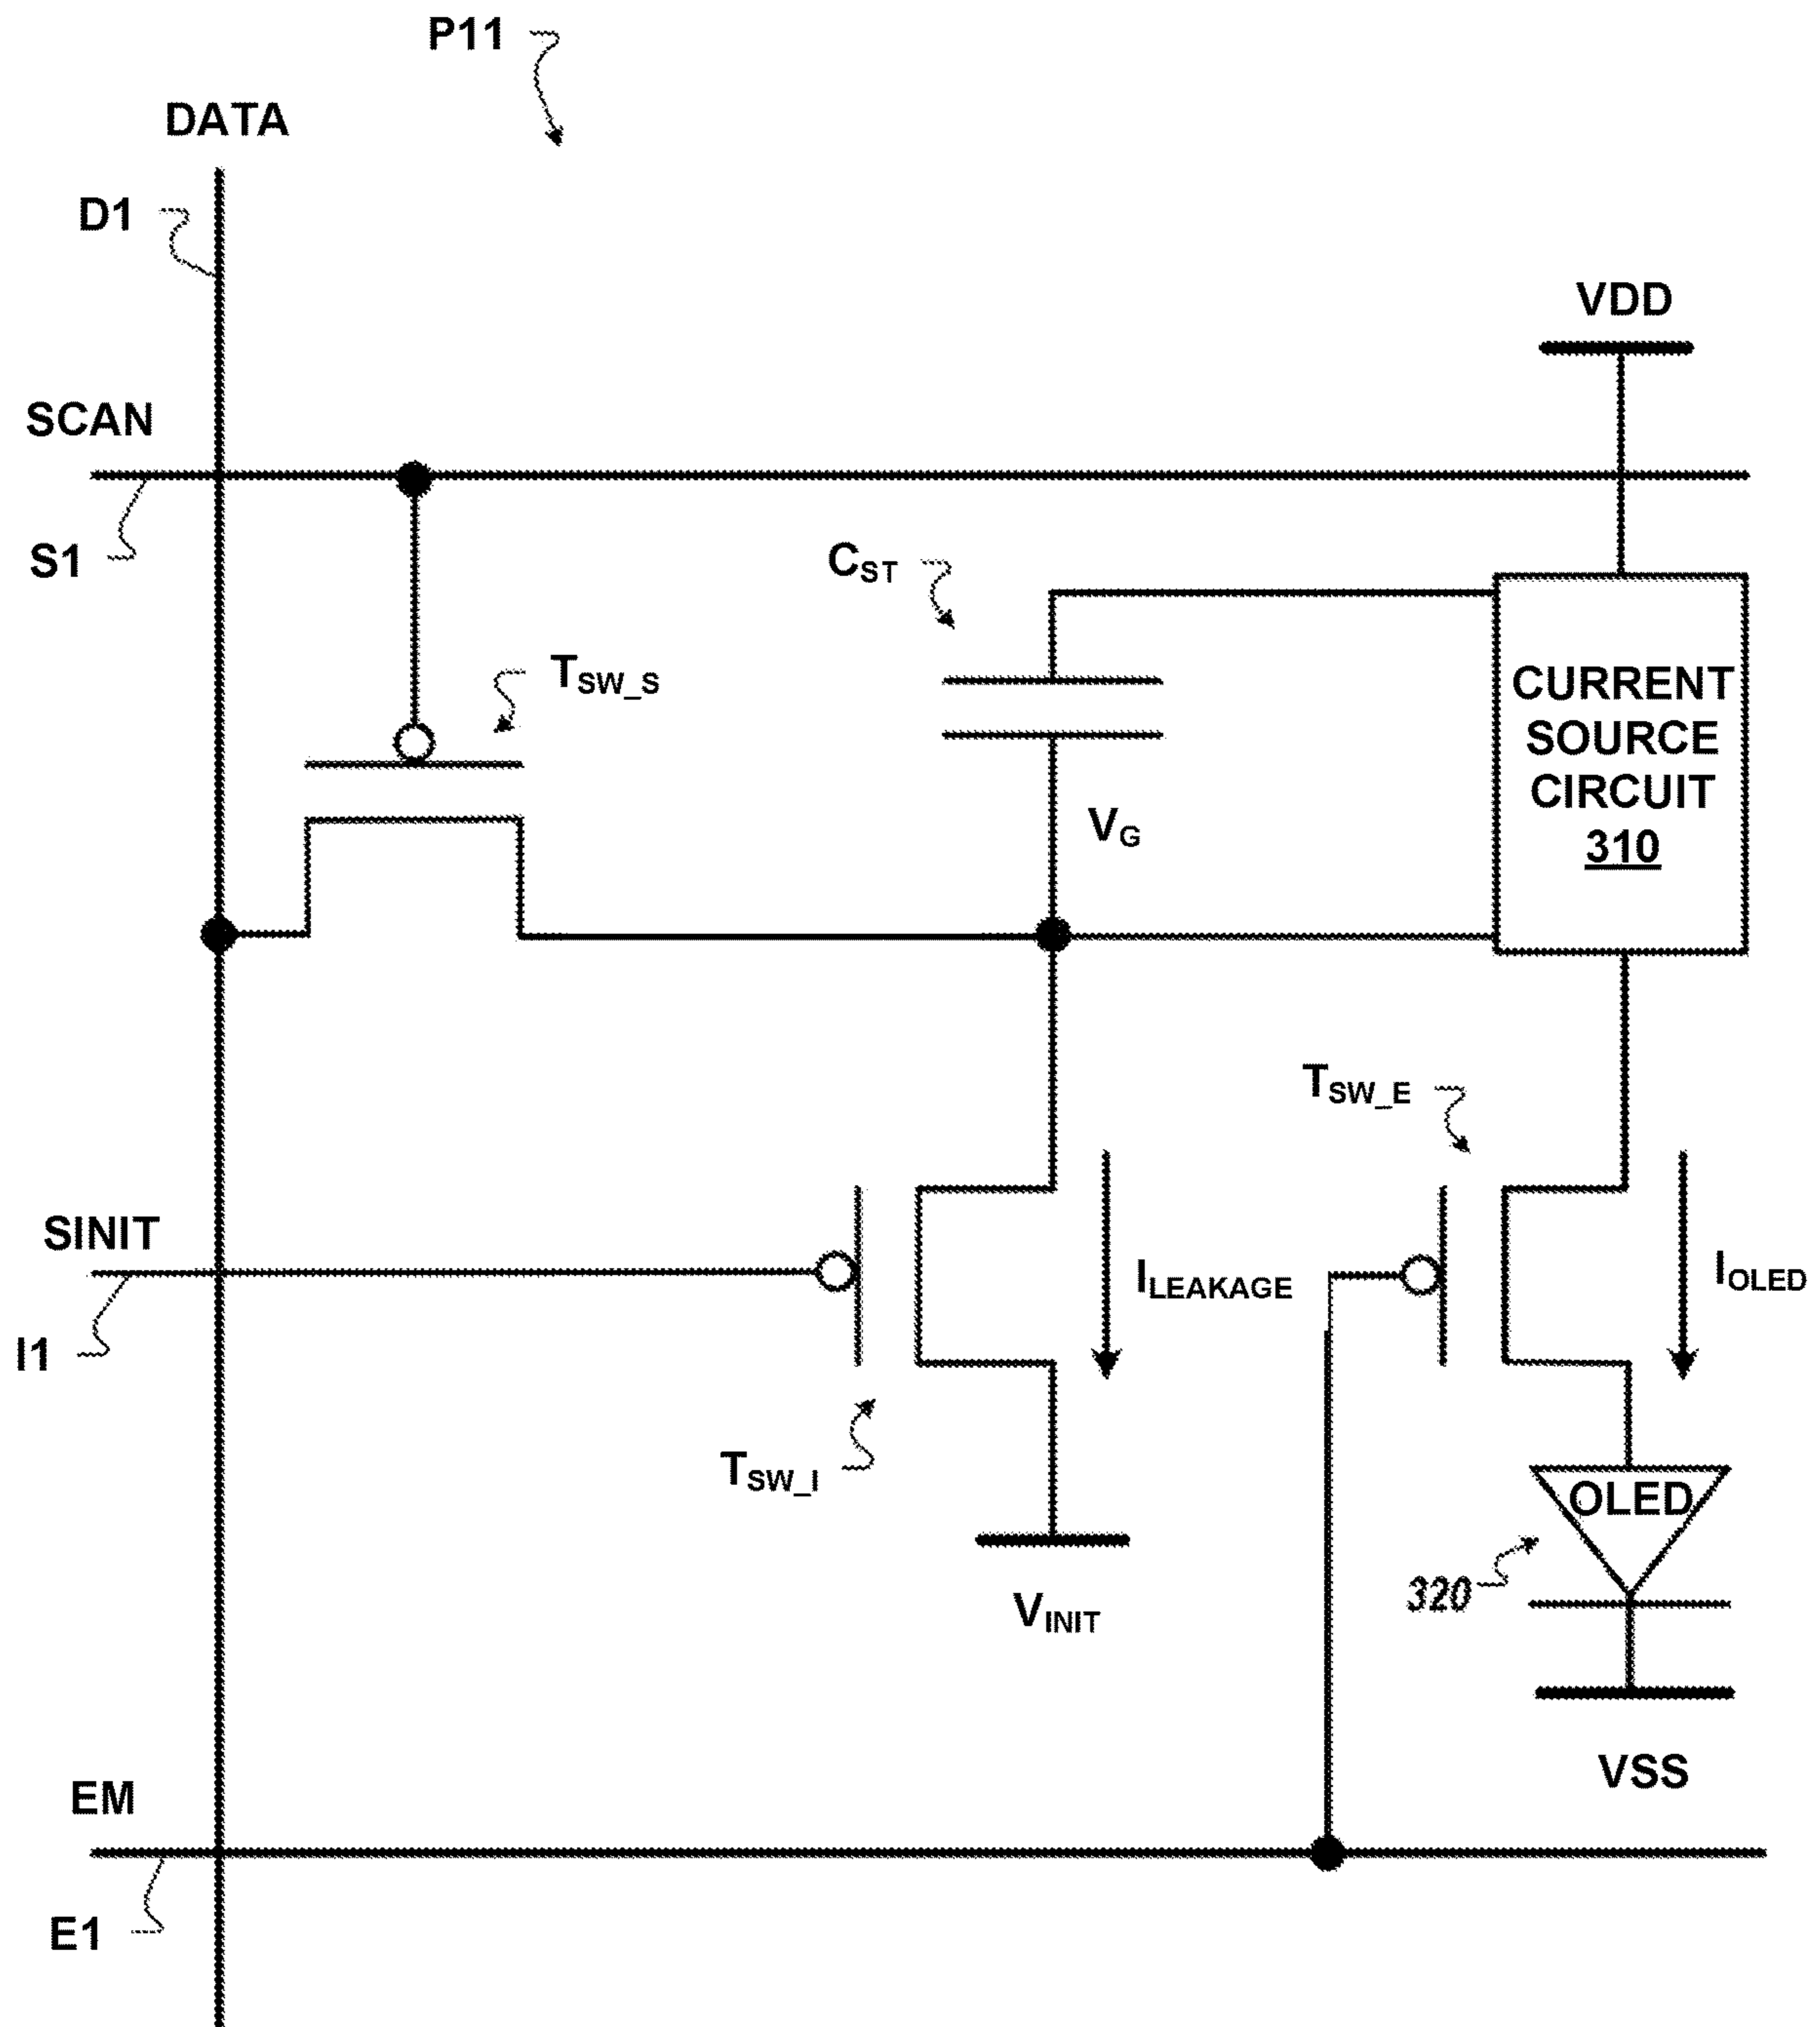 P11
DATA
D1
VDD
SCAN
S1
CST
TSW_S
CURRENT
SOURCE
CIRCUIT
310
VG
TSW_E
SINIT
ILEAKAGE
IOLED
I1
TSW_I
OLED
320
VINIT
VSS
EM
E1